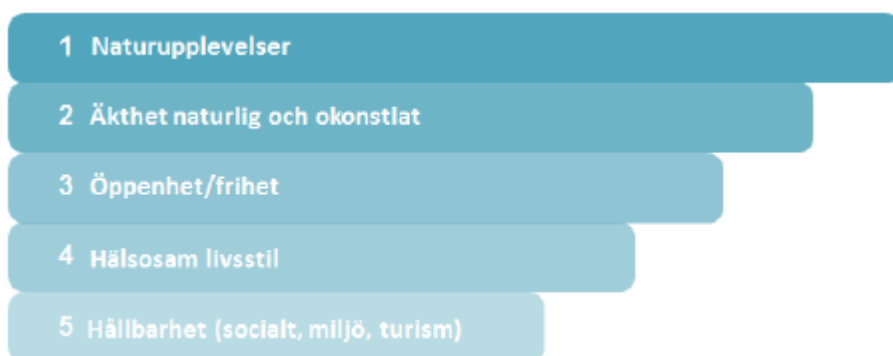 1 Naturupplevelser
2 Äkthet naturlig och okonstlat
3 Öppenhet/frihet
4 Hälsosam livsstil
5 Hållbarhet (socialt, miljö, turism)